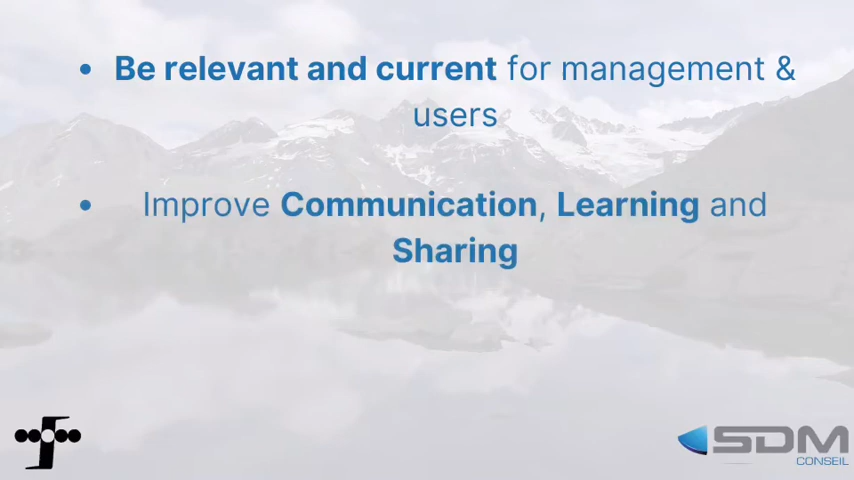 • Be relevant and current for management &
users
• Improve Communication, Learning and
Sharing
SDM
CONSEIL